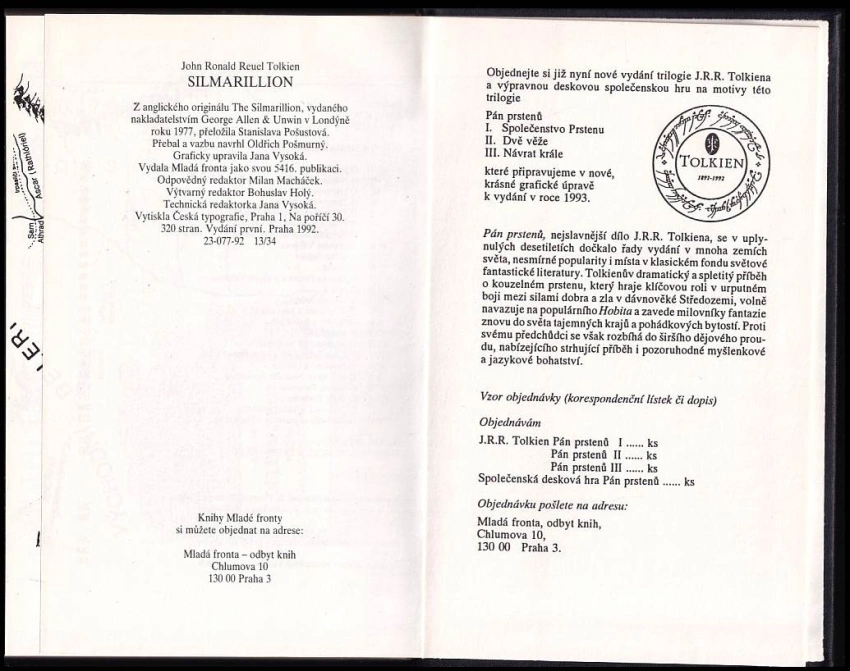 Sern
Athrad
Ascar (Rathlóriel)
LERI
John Ronald Reuel Tolkien
SILMARILLION
Z anglického originálu The Silmarillion, vydaného
nakladatelstvím George Allen & Unwin v Londýně
roku 1977, přeložila Stanislava Pošustová.
Přebal a vazbu navrhl Oldřich Pošmurný.
Graficky upravila Jana Vysoká.
Vydala Mladá fronta jako svou 5416. publikaci.
Odpovědný redaktor Milan Macháček.
Výtvarný redaktor Bohuslav Holý.
Technická redaktorka Jana Vysoká.
Vytiskla Česká typografie, Praha 1, Na poříčí 30.
320 stran. Vydání první. Praha 1992.
23-077-92 13/34
Knihy Mladé fronty
si můžete objednat na adrese:
Mladá fronta – odbyt knih
Chlumova 10
130 00 Praha 3
Objednejte si již nyní nové vydání trilogie J.R.R. Tolkiena
a výpravnou deskovou společenskou hru na motivy této
trilogie
Pán prstenů
I. Společenstvo Prstenu
II. Dvě věže
III. Návrat krále
které připravujeme v nové,
krásné grafické úpravě
k vydání v roce 1993.
TOLKIEN
1892-1992
Pán prstenů, nejslavnější dílo J.R.R. Tolkiena, se v uply-
nulých desetiletích dočkalo řady vydání v mnoha zemích
světa, nesmírné popularity i místa v klasickém fondu světové
fantastické literatury. Tolkienův dramatický a spletitý příběh
o kouzelném prstenu, který hraje klíčovou roli v urputném
boji mezi silami dobra a zla v dávnověké Středozemi, volně
navazuje na populárního Hobita a zavede milovníky fantazie
znovu do světa tajemných krajů a pohádkových bytostí. Proti
svému předchůdci se však rozbíhá do širšího dějového prou-
du, nabízejícího strhující příběh i pozoruhodné myšlenkové
a jazykové bohatství.
Vzor objednávky (korespondenční lístek či dopis)
Objednávám
J.R.R. Tolkien Pán prstenů I ...... ks
Pán prstenů II ...... ks
Pán prstenů III ...... ks
Společenská desková hra Pán prstenů ...... ks
Objednávku pošlete na adresu:
Mladá fronta, odbyt knih,
Chlumova 10,
130 00 Praha 3.